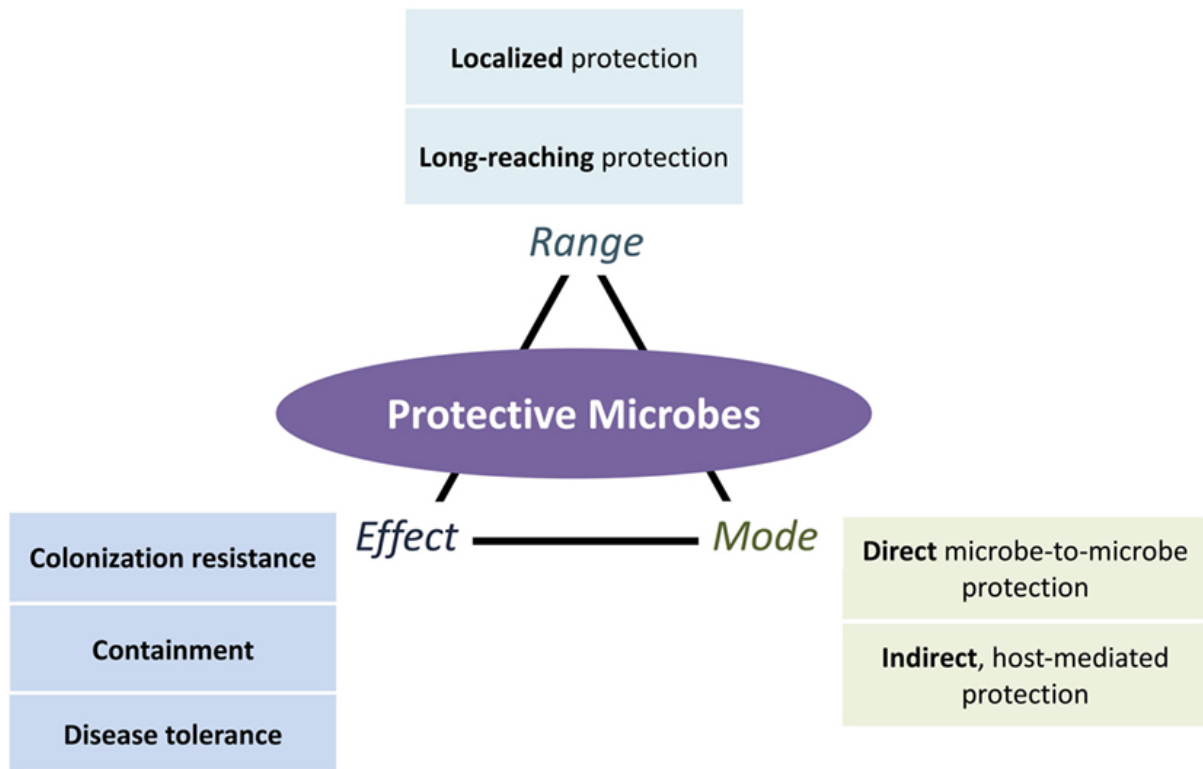 Localized protection
Long-reaching protection
Range
Protective Microbes
Effect
Mode
Colonization resistance
Containment
Disease tolerance
Direct microbe-to-microbe
protection
Indirect, host-mediated
protection